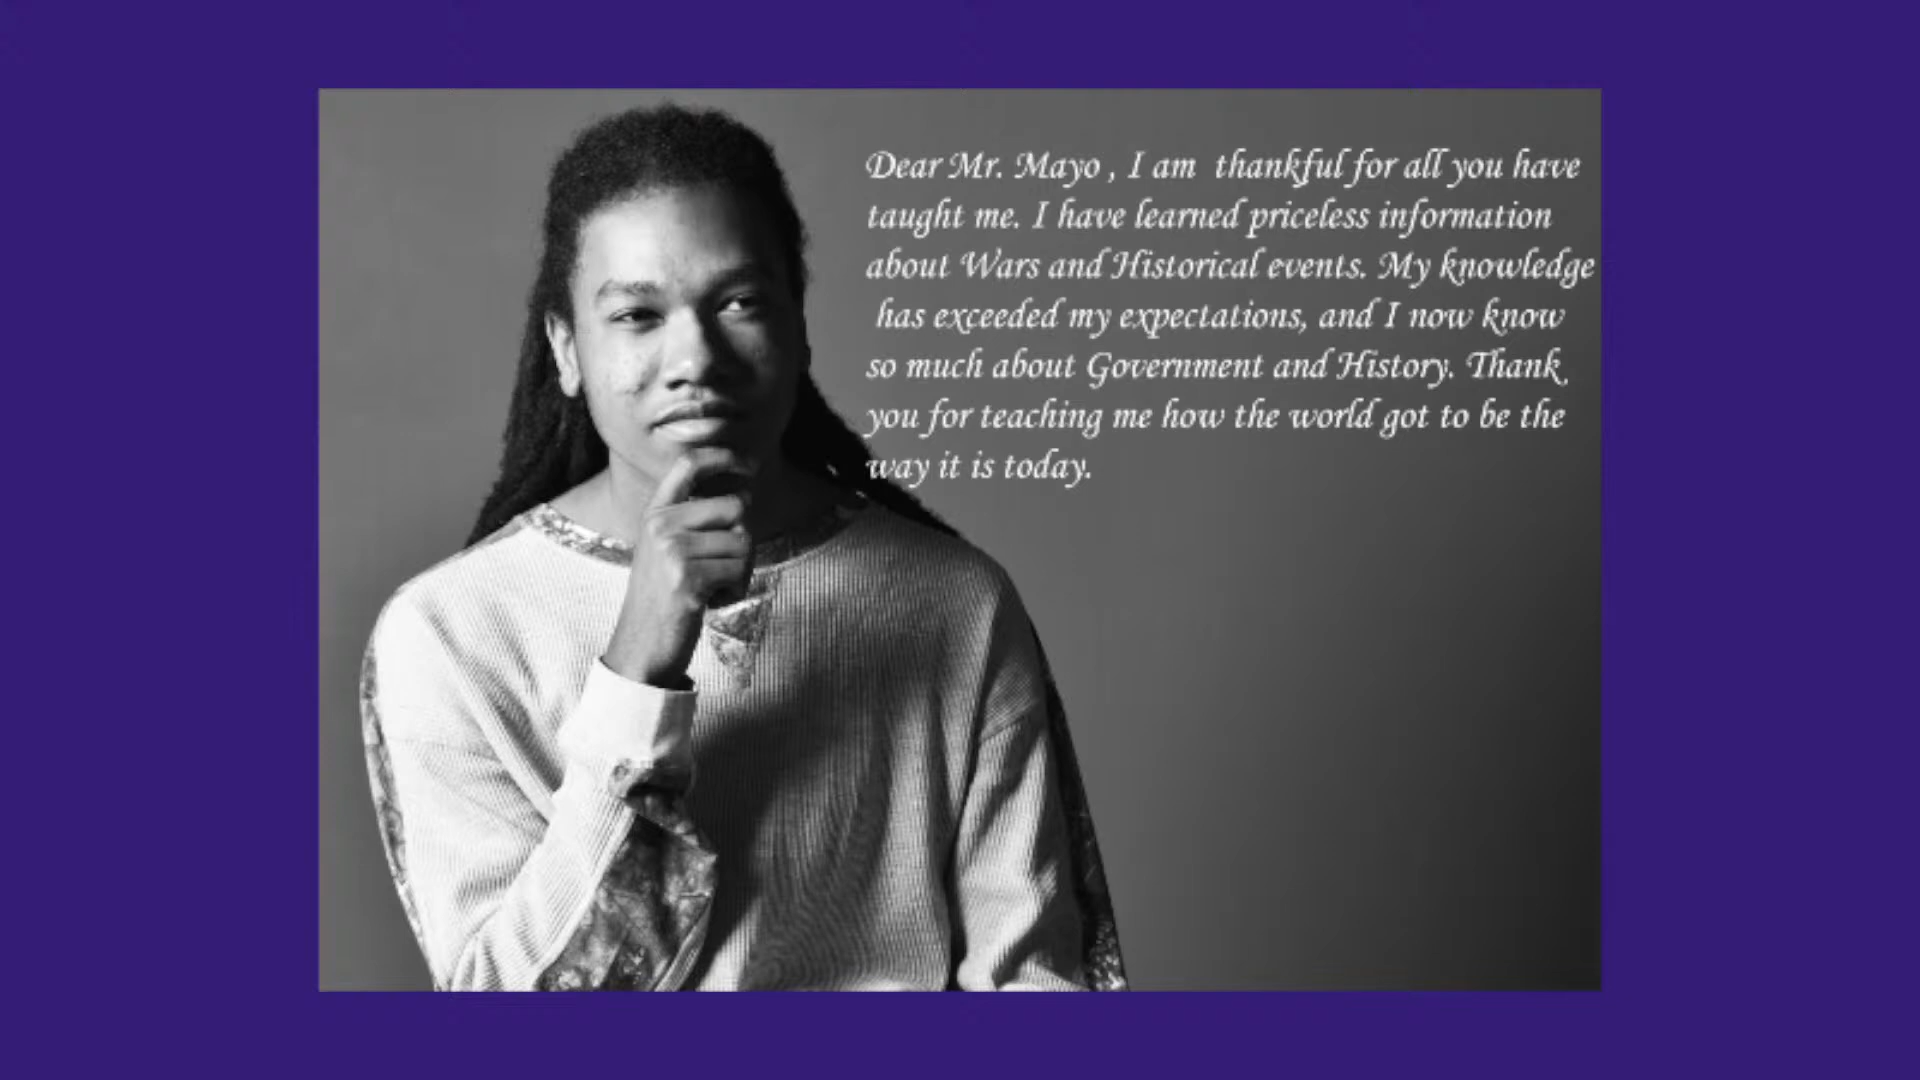 Dear Mr. Mayo , I am thankful for all you have
taught me. I have learned priceless information
about Wars and Historical events. My knowledge
has exceeded my expectations, and I now know
so much about Government and History. Thank
you for teaching me how the world got to be the
way it is today.